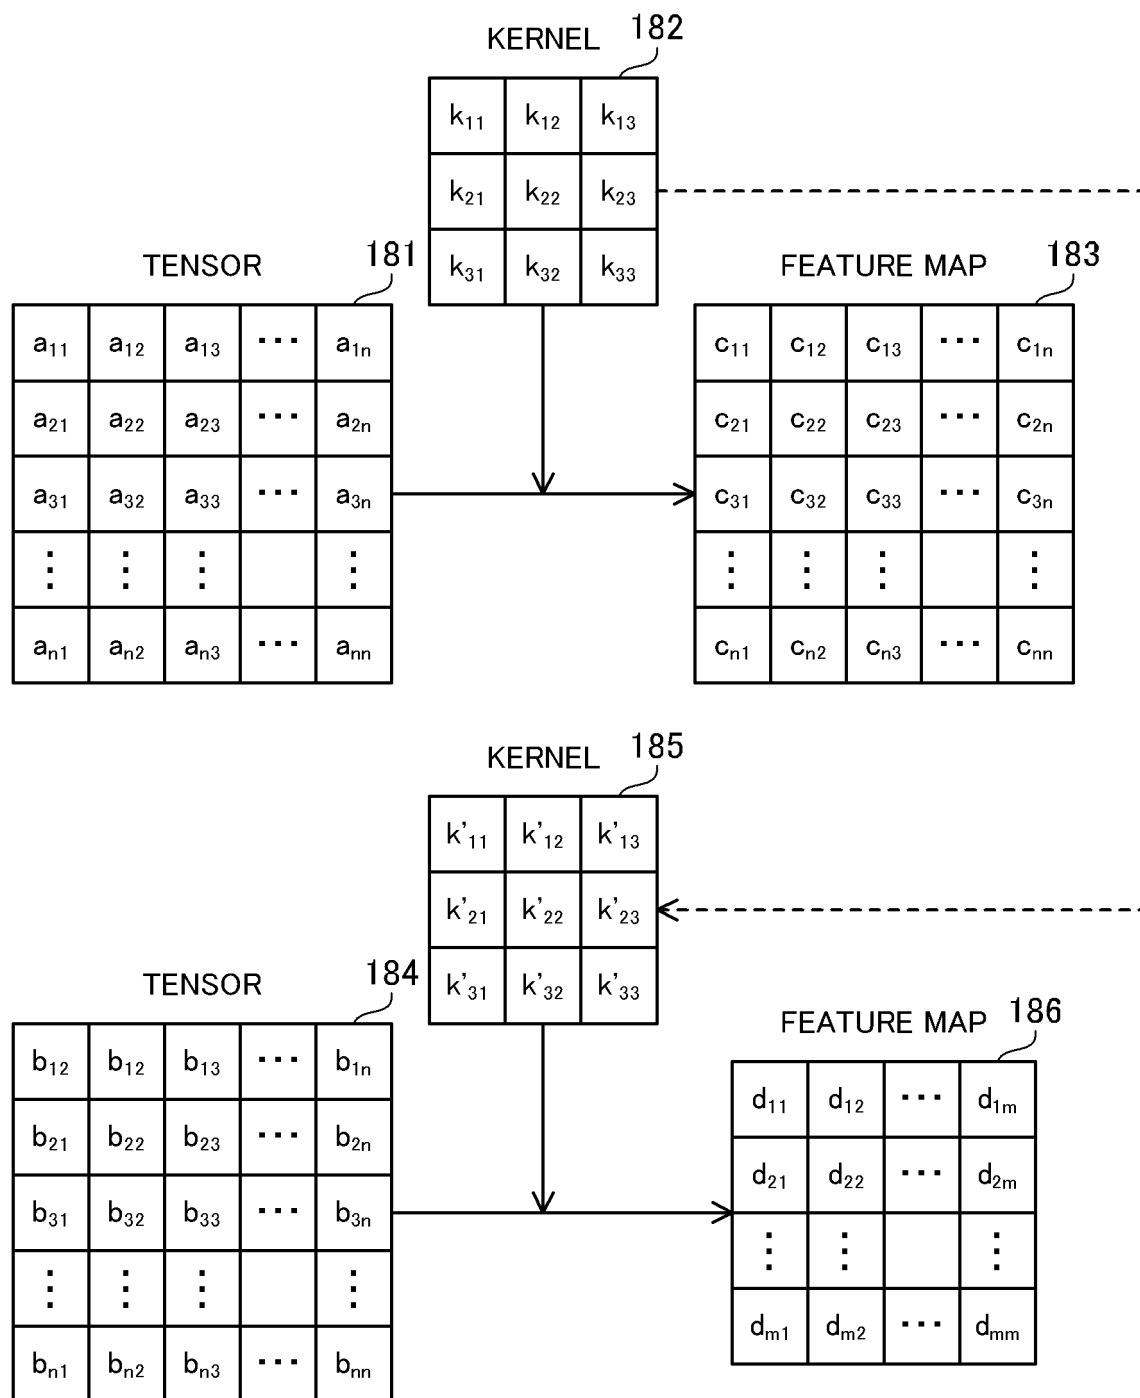 KERNEL 182
k11 k12 k13
k21 k22 k23
k31 k32 k33
TENSOR 181
a11 a12 a13 ··· a1n
a21 a22 a23 ··· a2n
a31 a32 a33 ··· a3n
⋮ ⋮ ⋮ ⋮
an1 an2 an3 ··· ann
FEATURE MAP 183
c11 c12 c13 ··· c1n
c21 c22 c23 ··· c2n
c31 c32 c33 ··· c3n
⋮ ⋮ ⋮ ⋮
cn1 cn2 cn3 ··· cnn
KERNEL 185
k’11 k’12 k’13
k’21 k’22 k’23
k’31 k’32 k’33
TENSOR 184
b12 b12 b13 ··· b1n
b21 b22 b23 ··· b2n
b31 b32 b33 ··· b3n
⋮ ⋮ ⋮ ⋮
bn1 bn2 bn3 ··· bnn
FEATURE MAP 186
d11 d12 ··· d1m
d21 d22 ··· d2m
⋮ ⋮ ⋮
dm1 dm2 ··· dmm